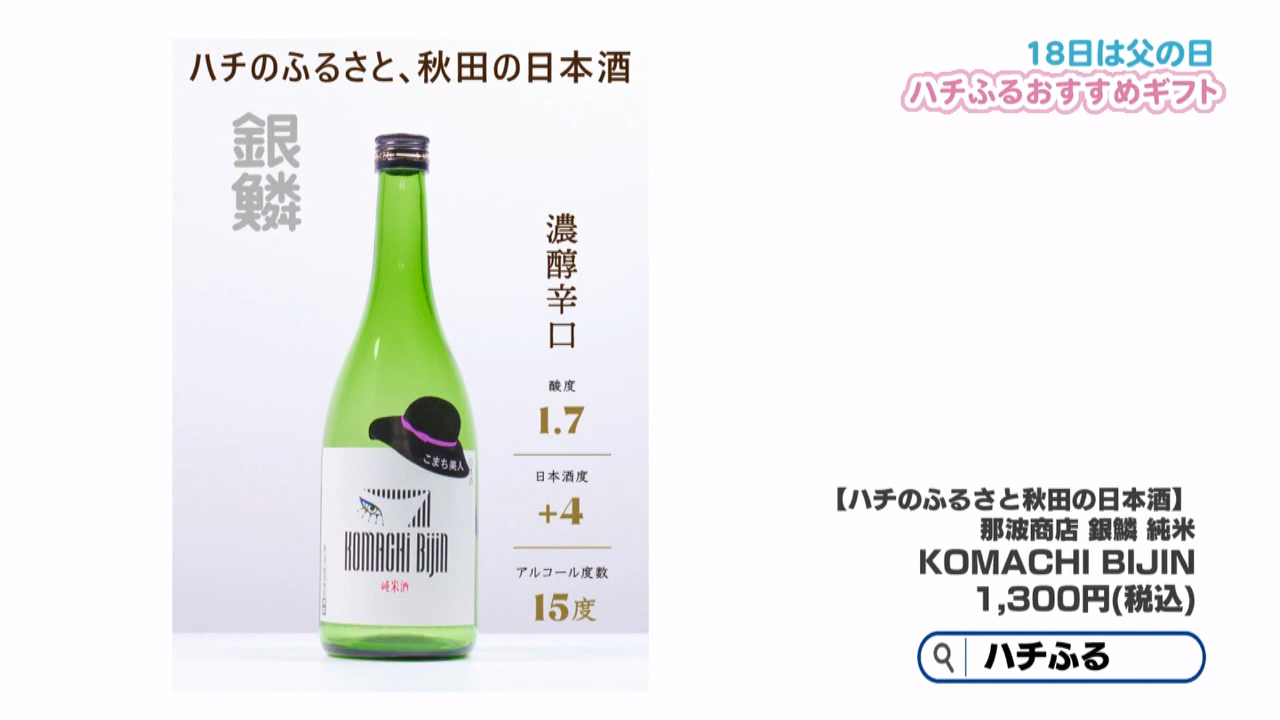 ハチのふるさと、秋田の日本酒
銀鱗
濃醇辛口
酸度
1.7
日本酒度
+4
アルコール度数
15度
こまち美人
KOMACHI BIJIN
純米酒
18日は父の日
ハチふるおすすめギフト
【ハチのふるさと秋田の日本酒】
那波商店 銀鱗 純米
KOMACHI BIJIN
1,300円(税込)
ハチふる